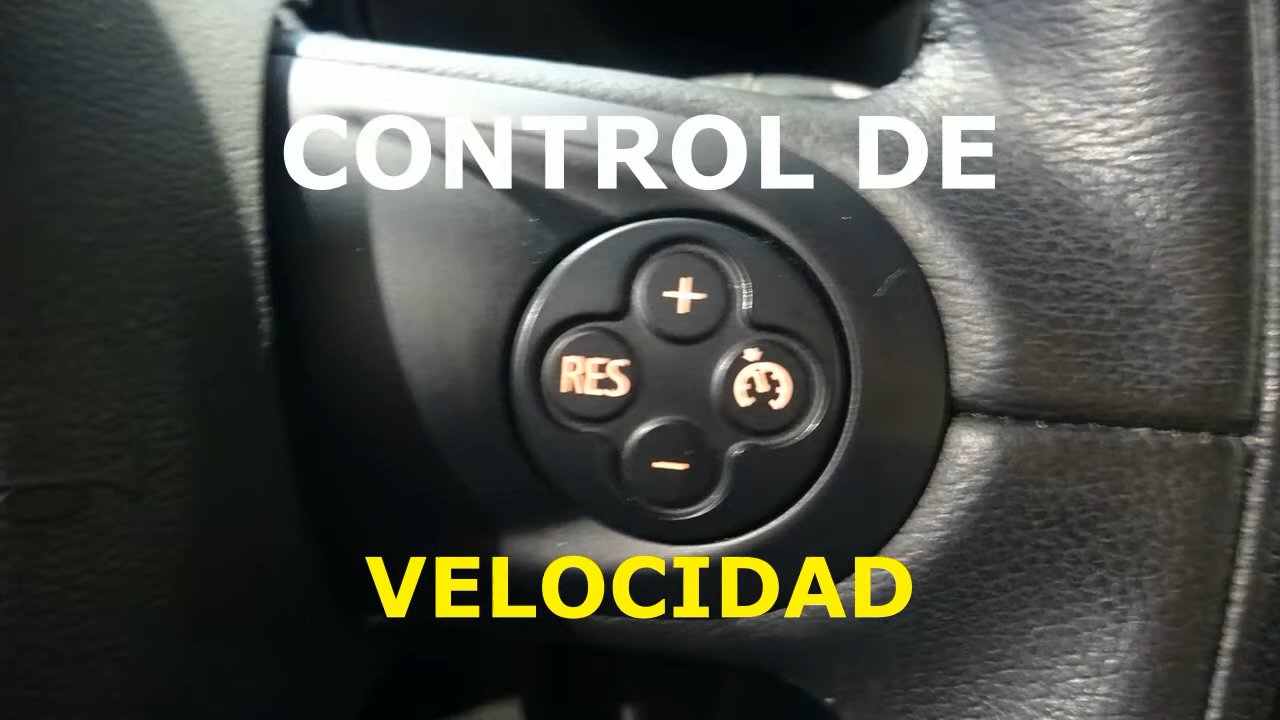 CONTROL DE
+
RES
-
VELOCIDAD